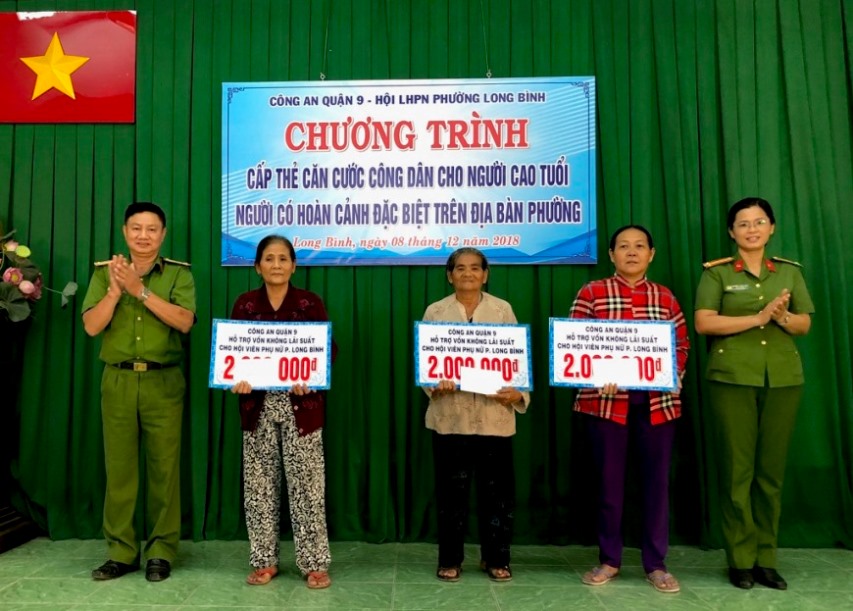 CÔNG AN QUẬN 9 - HỘI LHPN PHƯỜNG LONG BÌNH
CHƯƠNG TRÌNH
CẤP THẺ CĂN CƯỚC CÔNG DÂN CHO NGƯỜI CAO TUỔI
NGƯỜI CÓ HOÀN CẢNH ĐẶC BIỆT TRÊN ĐỊA BÀN PHƯỜNG
Long Bình, ngày 08 tháng 12 năm 2018
CÔNG AN QUẬN 9
HỖ TRỢ VỐN KHÔNG LÃI SUẤT
CHO HỘI VIÊN PHỤ NỮ P. LONG BÌNH
2.000.000đ
CÔNG AN QUẬN 9
HỖ TRỢ VỐN KHÔNG LÃI SUẤT
CHO HỘI VIÊN PHỤ NỮ P. LONG BÌNH
2.000.000đ
CÔNG AN QUẬN 9
HỖ TRỢ VỐN KHÔNG LÃI SUẤT
CHO HỘI VIÊN PHỤ NỮ P. LONG BÌNH
2.000.000đ